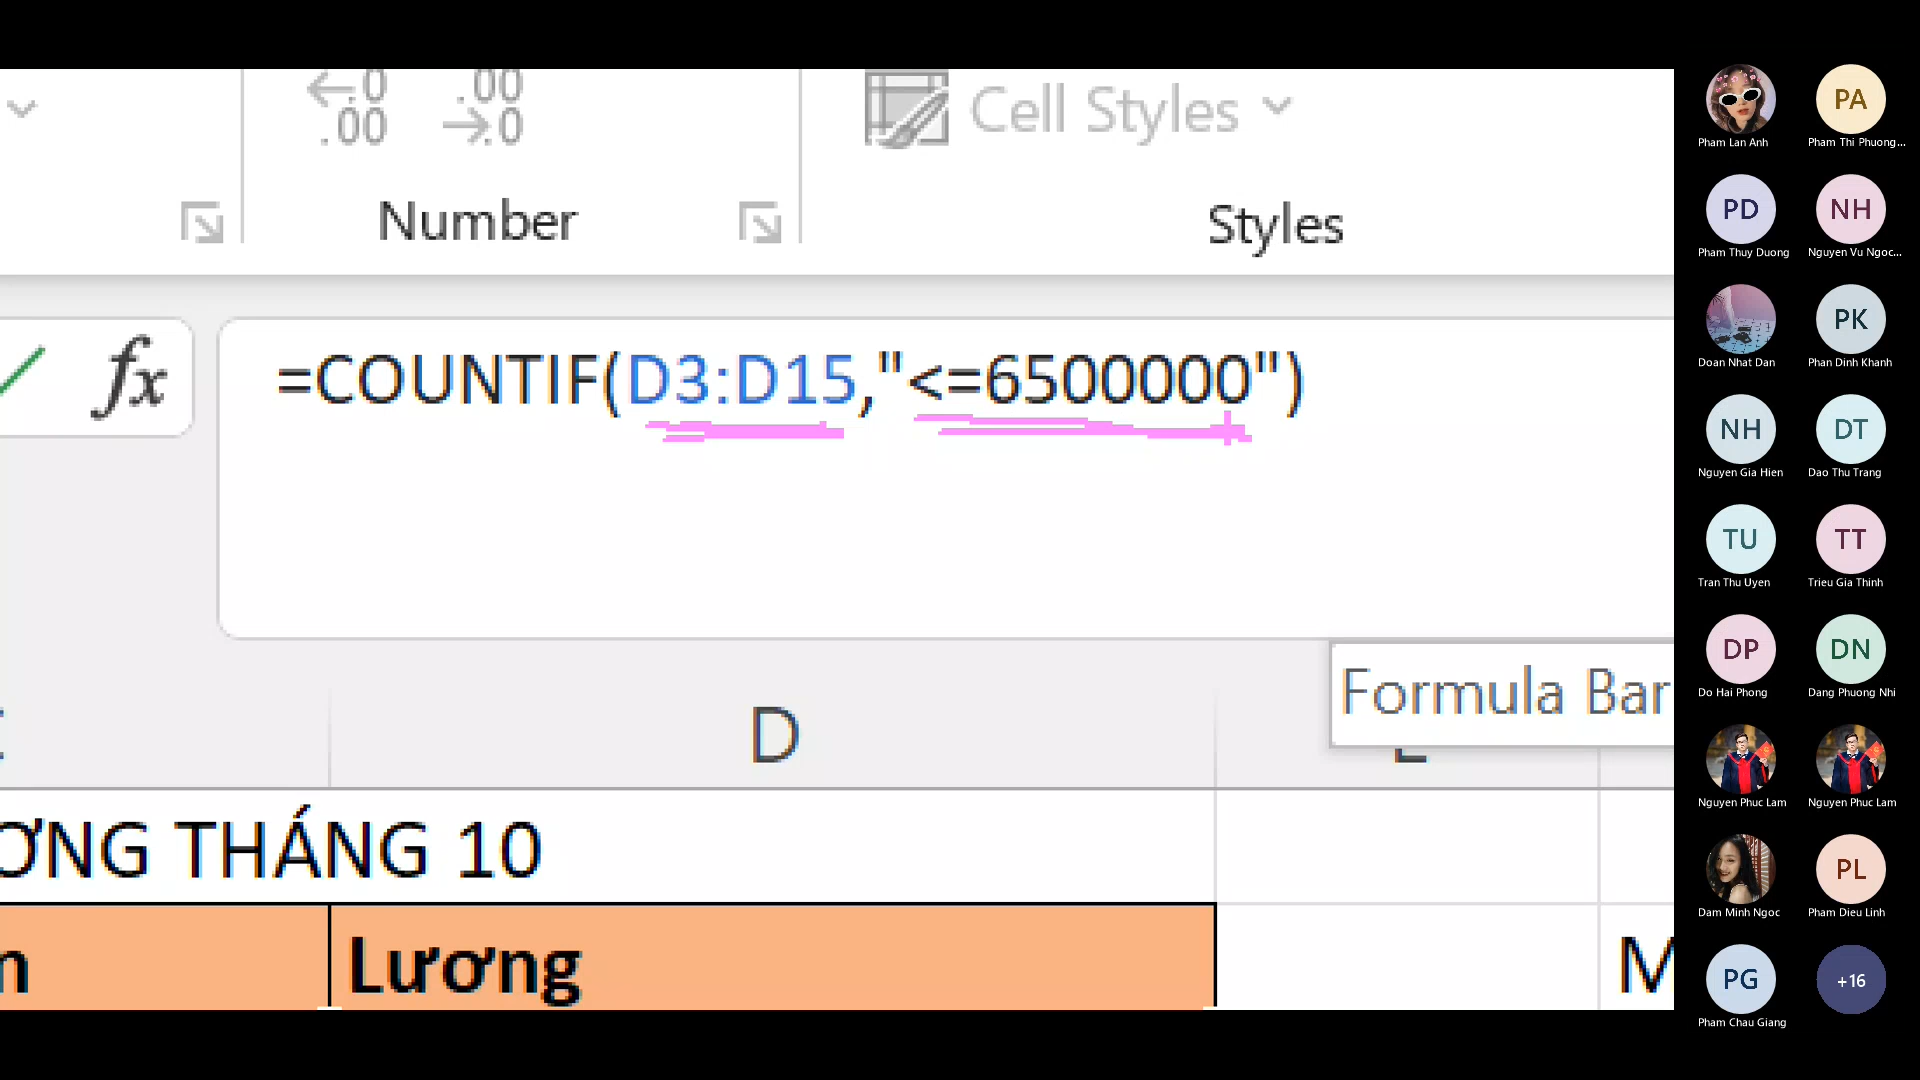 ←.0 .00
.00 →.0
Cell Styles
Number
Styles
fx
=COUNTIF(D3:D15,"<=6500000")
Formula Bar
D
ƠNG THÁNG 10
Lương
M
Pham Lan Anh
PA
Pham Thi Phuong...
PD
Pham Thuy Duong
NH
Nguyen Vu Ngoc...
Doan Nhat Dan
PK
Phan Dinh Khanh
NH
Nguyen Gia Hien
DT
Dao Thu Trang
TU
Tran Thu Uyen
TT
Trieu Gia Thinh
DP
Do Hai Phong
DN
Dang Phuong Nhi
Nguyen Phuc Lam
Nguyen Phuc Lam
Dam Minh Ngoc
PL
Pham Dieu Linh
PG
Pham Chau Giang
+16